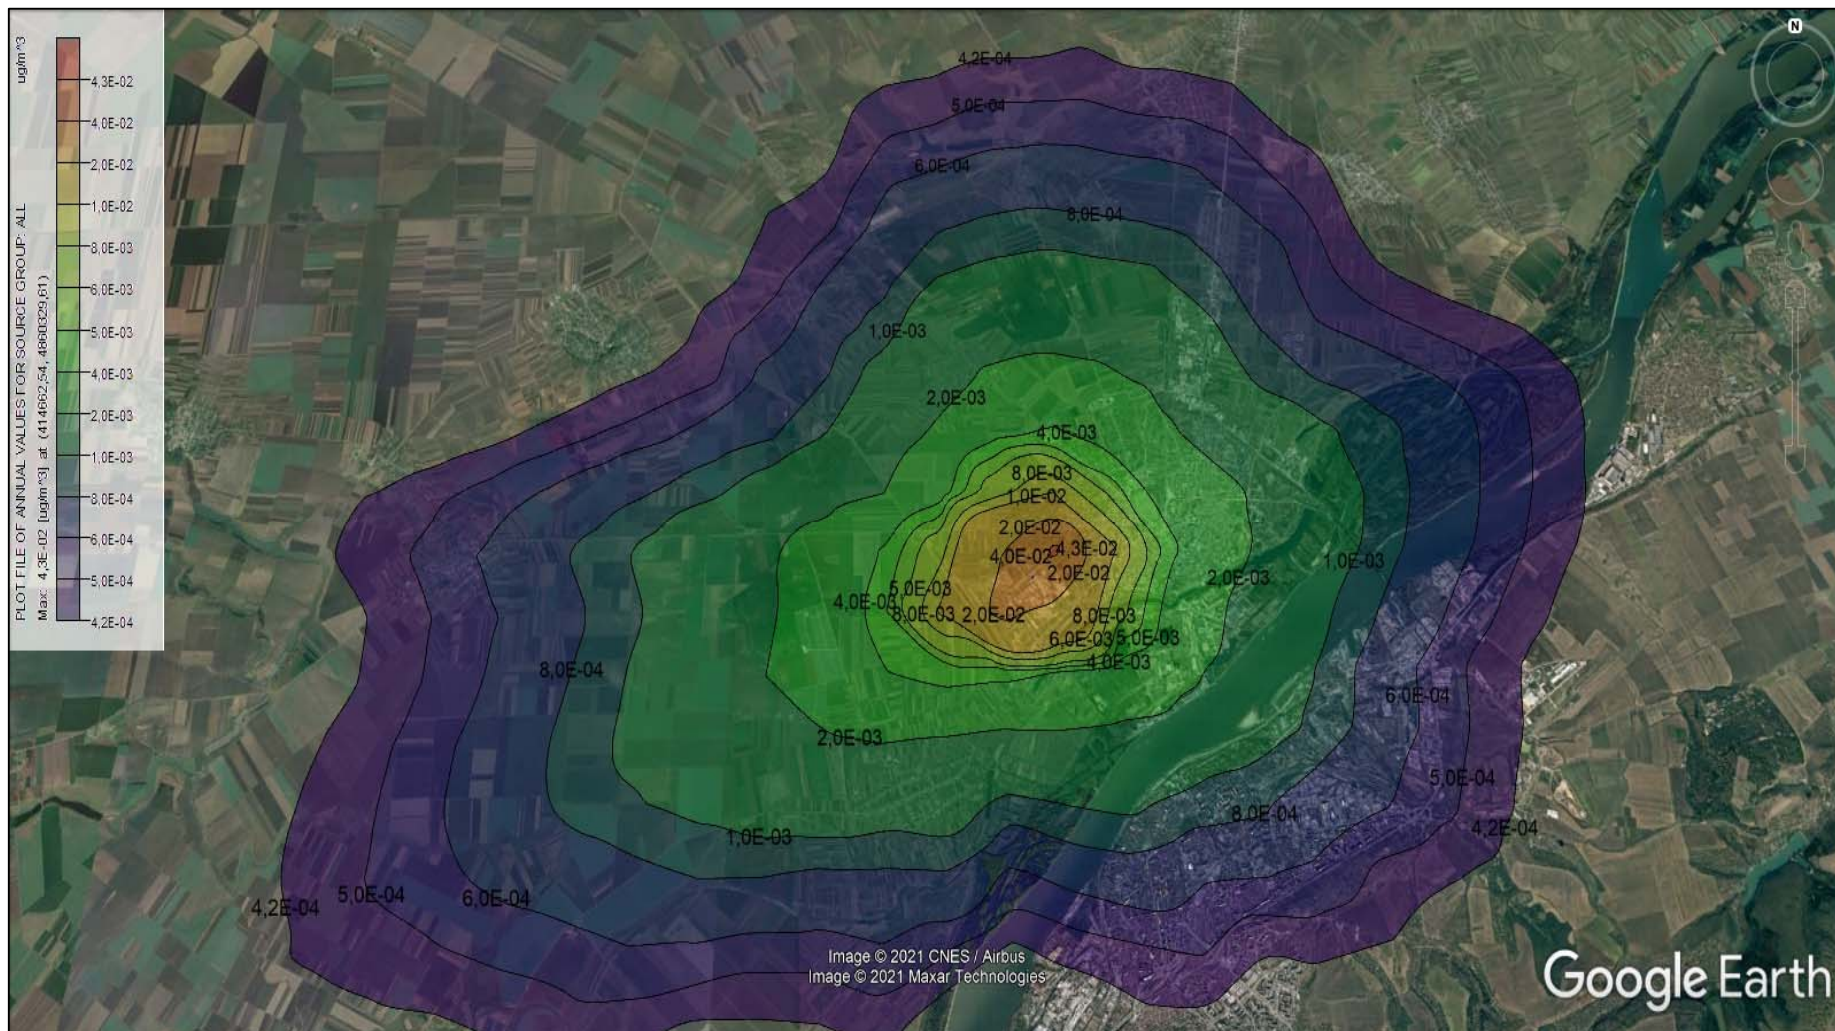 ug/m^3
PLOT FILE OF ANNUAL VALUES FOR SOURCE GROUP: ALL
Max: 4,3E-02 [ug/m^3] at (414662,54, 4860329,61)
4,3E-02
4,0E-02
2,0E-02
1,0E-02
8,0E-03
6,0E-03
5,0E-03
4,0E-03
2,0E-03
1,0E-03
8,0E-04
6,0E-04
5,0E-04
4,2E-04
N
4,2E-04
5,0E-04
6,0E-04
8,0E-04
1,0E-03
2,0E-03
4,0E-03
8,0E-03
1,0E-02
2,0E-02
4,0E-02 4,3E-02
2,0E-02
1,0E-03
2,0E-03
5,0E-03
4,0E-03
8,0E-03 2,0E-02 8,0E-03
6,0E-03 5,0E-03
4,0E-03
8,0E-04
6,0E-04
2,0E-03
5,0E-04
8,0E-04
4,2E-04
1,0E-03
5,0E-04
6,0E-04
4,2E-04
Image © 2021 CNES / Airbus
Image © 2021 Maxar Technologies
Google Earth